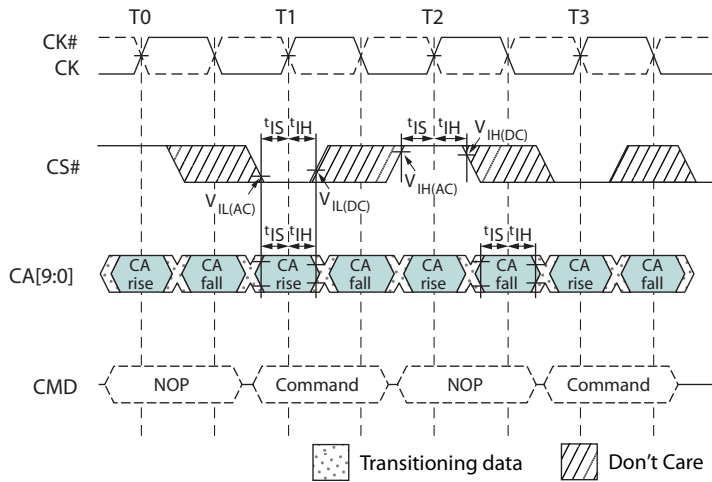 T0 T1 T2 T3
CK#
CK
tIS tIH tIS tIH
VIH(DC)
CS#
VIL(AC) VIL(DC) VIH(AC)
tIS tIH tIS tIH
CA[9:0]
CA rise CA fall CA rise CA fall CA rise CA fall CA rise CA fall
CMD NOP Command NOP Command
Transitioning data Don't Care